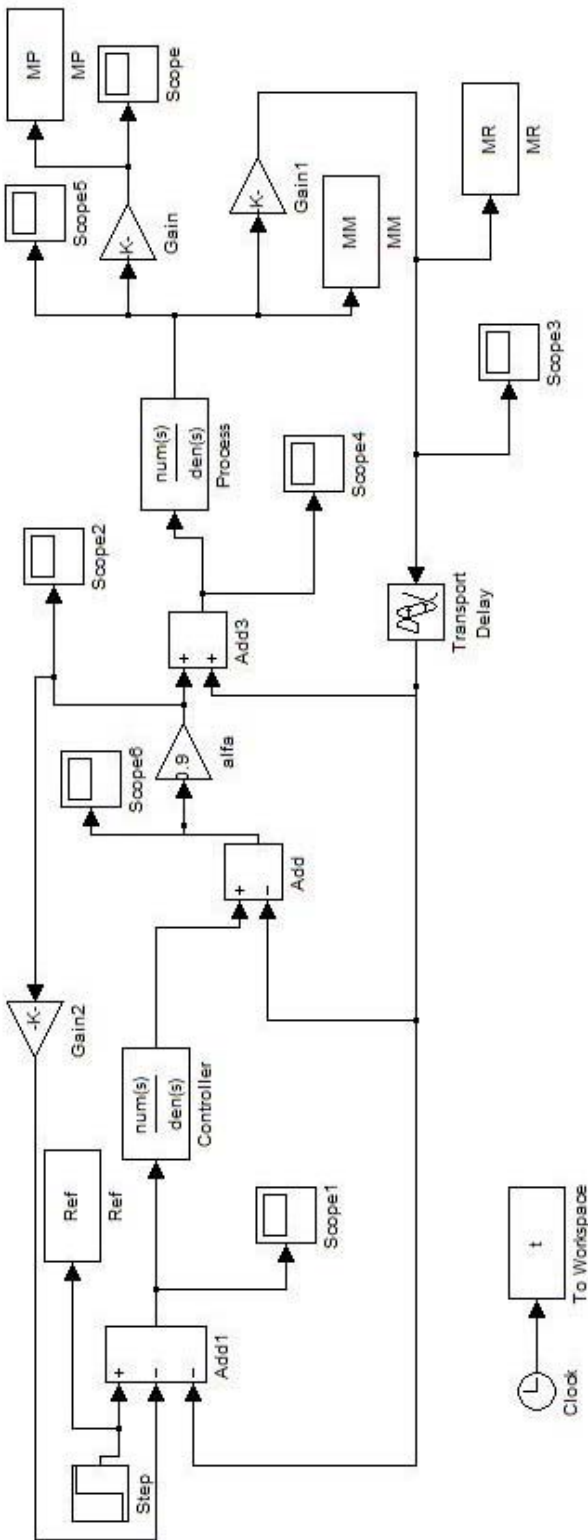 Step
+
-
-
Add1
Ref
Ref
Scope1
-K-
Gain2
num(s)
den(s)
Controller
+
-
Add
Scope6
0.9
alfa
Scope2
+
+
Add3
Scope4
num(s)
den(s)
Process
Scope5
K-
Gain
MP
MP
Scope
K-
Gain1
MM
MM
MR
MR
Scope3
Transport
Delay
Clock
t
To Workspace